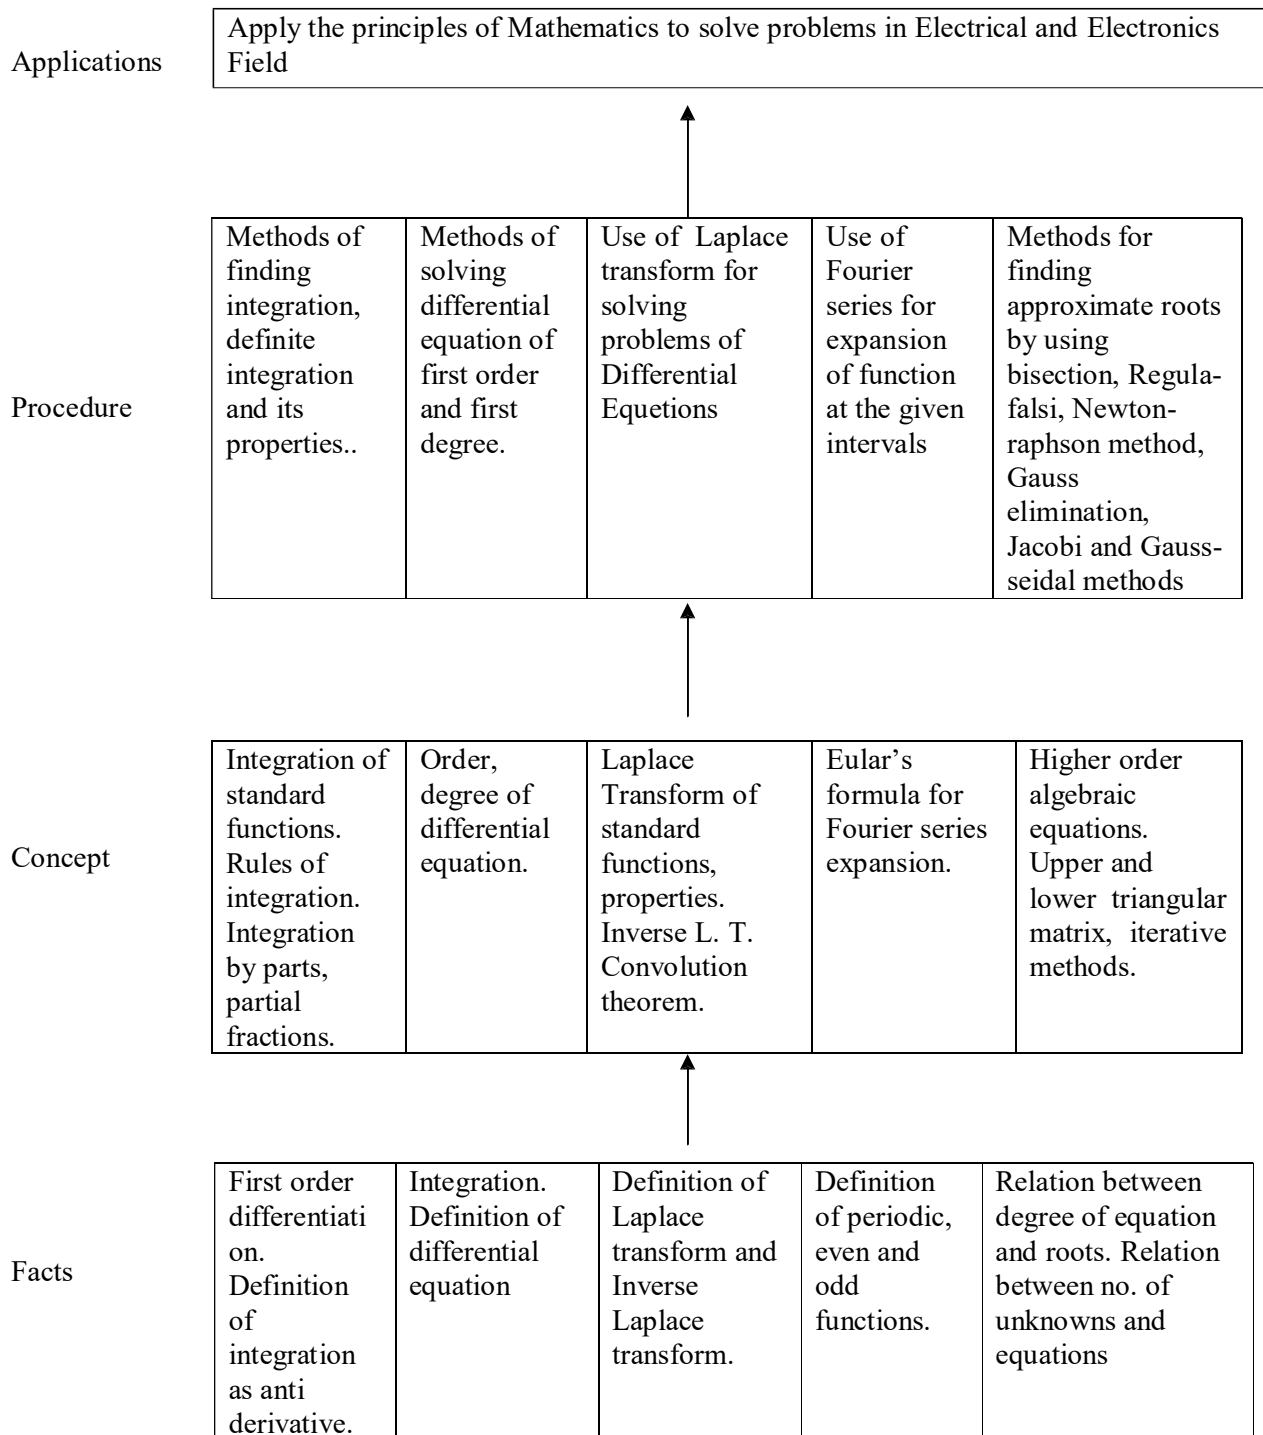 Applications
Apply the principles of Mathematics to solve problems in Electrical and Electronics
Field
Procedure
Methods of
finding
integration,
definite
integration
and its
properties..
Methods of
solving
differential
equation of
first order
and first
degree.
Use of Laplace
transform for
solving
problems of
Differential
Equetions
Use of
Fourier
series for
expansion
of function
at the given
intervals
Methods for
finding
approximate roots
by using
bisection, Regula-
falsi, Newton-
raphson method,
Gauss
elimination,
Jacobi and Gauss-
seidal methods
Concept
Integration of
standard
functions.
Rules of
integration.
Integration
by parts,
partial
fractions.
Order,
degree of
differential
equation.
Laplace
Transform of
standard
functions,
properties.
Inverse L. T.
Convolution
theorem.
Eular’s
formula for
Fourier series
expansion.
Higher order
algebraic
equations.
Upper and
lower triangular
matrix, iterative
methods.
Facts
First order
differentiati
on.
Definition
of
integration
as anti
derivative.
Integration.
Definition of
differential
equation
Definition of
Laplace
transform and
Inverse
Laplace
transform.
Definition
of periodic,
even and
odd
functions.
Relation between
degree of equation
and roots. Relation
between no. of
unknowns and
equations